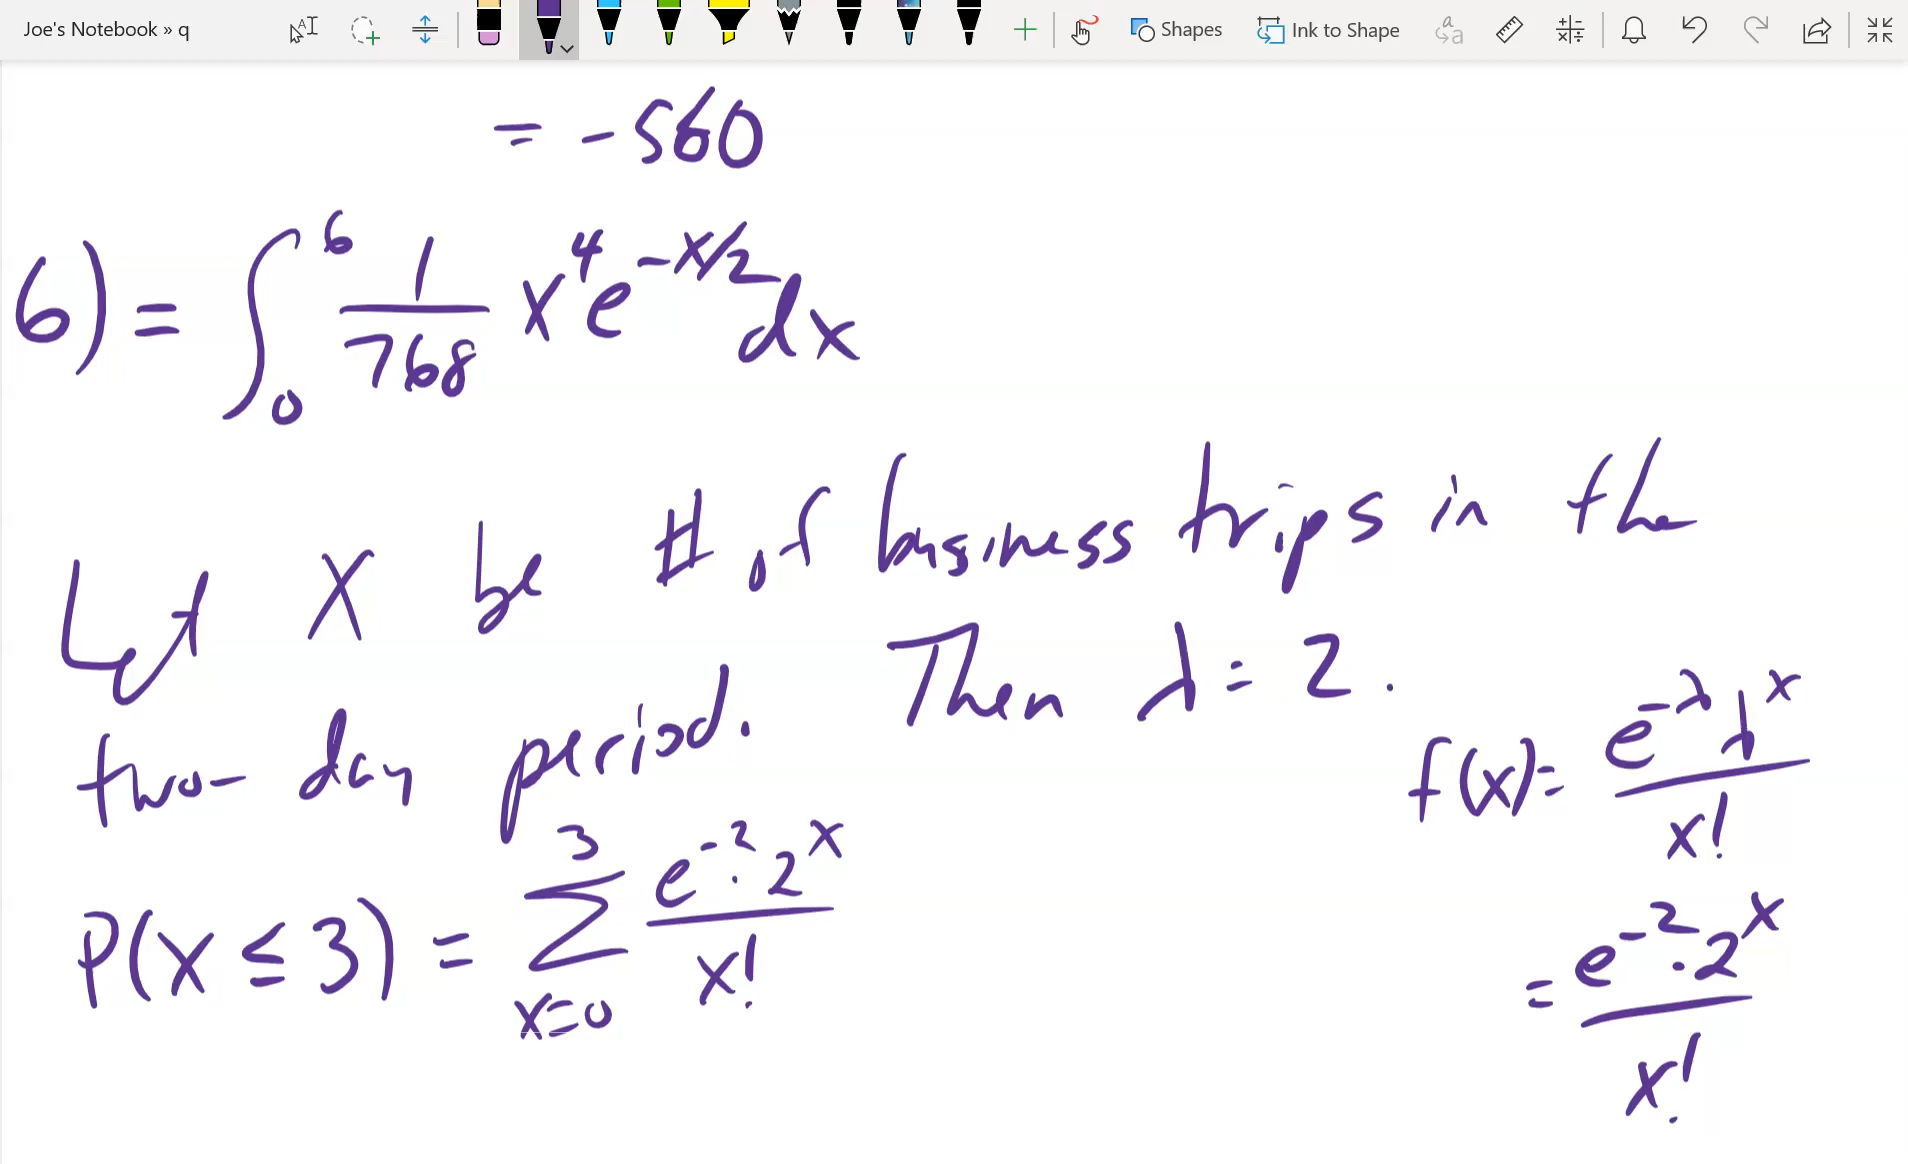 Joe's Notebook » q
Shapes
Ink to Shape
= -560
6) = ∫₀⁶ 1/768 x⁴ e^(-x/2) dx
Let X be # of business trips in the
two-day period. Then λ = 2.
f(x) = e^(-λ) λ^x / x!
P(X ≤ 3) = Σ_{x=0}^{3} e^(-2) · 2^x / x!
= e^(-2) · 2^x / x!